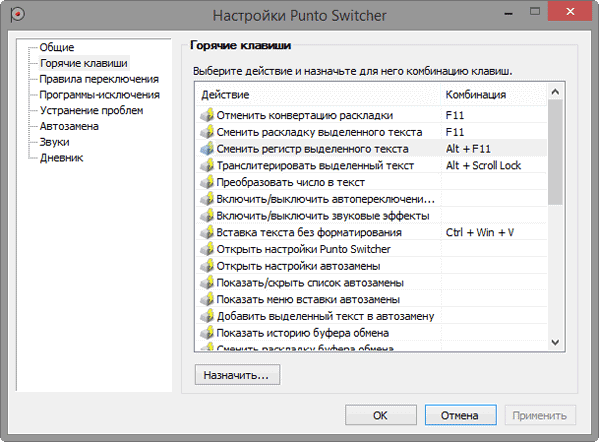 Настройки Punto Switcher
Общие
Горячие клавиши
Правила переключения
Программы-исключения
Устранение проблем
Автозамена
Звуки
Дневник
Горячие клавиши
Выберите действие и назначьте для него комбинацию клавиш.
Действие Комбинация
Отменить конвертацию раскладки F11
Сменить раскладку выделенного текста F11
Сменить регистр выделенного текста Alt + F11
Транслитерировать выделенный текст Alt + Scroll Lock
Преобразовать число в текст
Включить/выключить автопереключени...
Включить/выключить звуковые эффекты
Вставка текста без форматирования Ctrl + Win + V
Открыть настройки Punto Switcher
Открыть настройки автозамены
Показать/скрыть список автозамены
Показать меню вставки автозамены
Добавить выделенный текст в автозамену
Показать историю буфера обмена
Сменить раскладку буфера обмена
Назначить...
ОК Отмена Применить